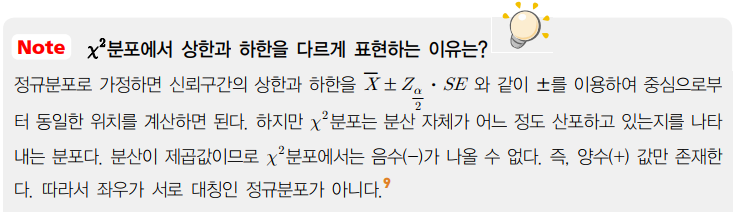 Note χ²분포에서 상한과 하한을 다르게 표현하는 이유는?
정규분포로 가정하면 신뢰구간의 상한과 하한을 X̅ ± Z_{α/2} · SE 와 같이 ±를 이용하여 중심으로부
터 동일한 위치를 계산하면 된다. 하지만 χ²분포는 분산 자체가 어느 정도 산포하고 있는지를 나타
내는 분포다. 분산이 제곱값이므로 χ²분포에서는 음수(−)가 나올 수 없다. 즉, 양수(+) 값만 존재한
다. 따라서 좌우가 서로 대칭인 정규분포가 아니다.9